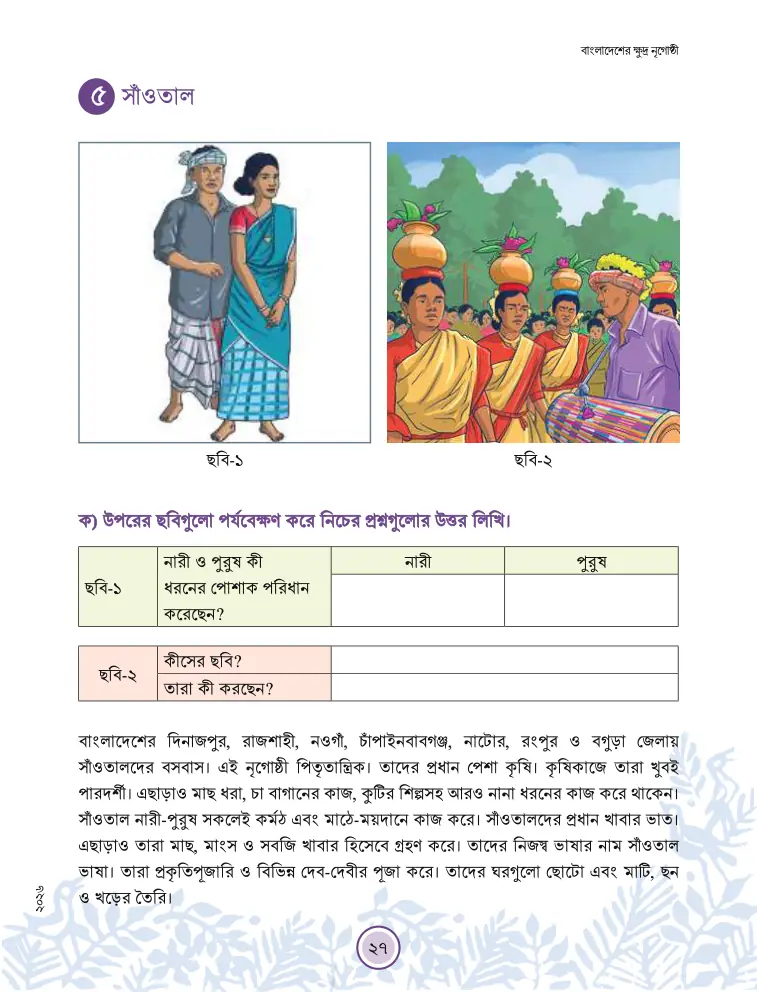 বাংলাদেশের ক্ষুদ্র নৃগোষ্ঠী
৫ সাঁওতাল
ছবি-১
ছবি-২
ক) উপরের ছবিগুলো পর্যবেক্ষণ করে নিচের প্রশ্নগুলোর উত্তর লিখি।
ছবি-১
নারী ও পুরুষ কী
ধরনের পোশাক পরিধান
করেছেন?
নারী
পুরুষ
ছবি-২
কীসের ছবি?
তারা কী করছেন?
বাংলাদেশের দিনাজপুর, রাজশাহী, নওগাঁ, চাঁপাইনবাবগঞ্জ, নাটোর, রংপুর ও বগুড়া জেলায়
সাঁওতালদের বসবাস। এই নৃগোষ্ঠী পিতৃতান্ত্রিক। তাদের প্রধান পেশা কৃষি। কৃষিকাজে তারা খুবই
পারদর্শী। এছাড়াও মাছ ধরা, চা বাগানের কাজ, কুটির শিল্পসহ আরও নানা ধরনের কাজ করে থাকেন।
সাঁওতাল নারী-পুরুষ সকলেই কর্মঠ এবং মাঠে-ময়দানে কাজ করে। সাঁওতালদের প্রধান খাবার ভাত।
এছাড়াও তারা মাছ, মাংস ও সবজি খাবার হিসেবে গ্রহণ করে। তাদের নিজস্ব ভাষার নাম সাঁওতাল
ভাষা। তারা প্রকৃতিপূজারি ও বিভিন্ন দেব-দেবীর পূজা করে। তাদের ঘরগুলো ছোটো এবং মাটি, ছন
ও খড়ের তৈরি।
২০২৬
২৭